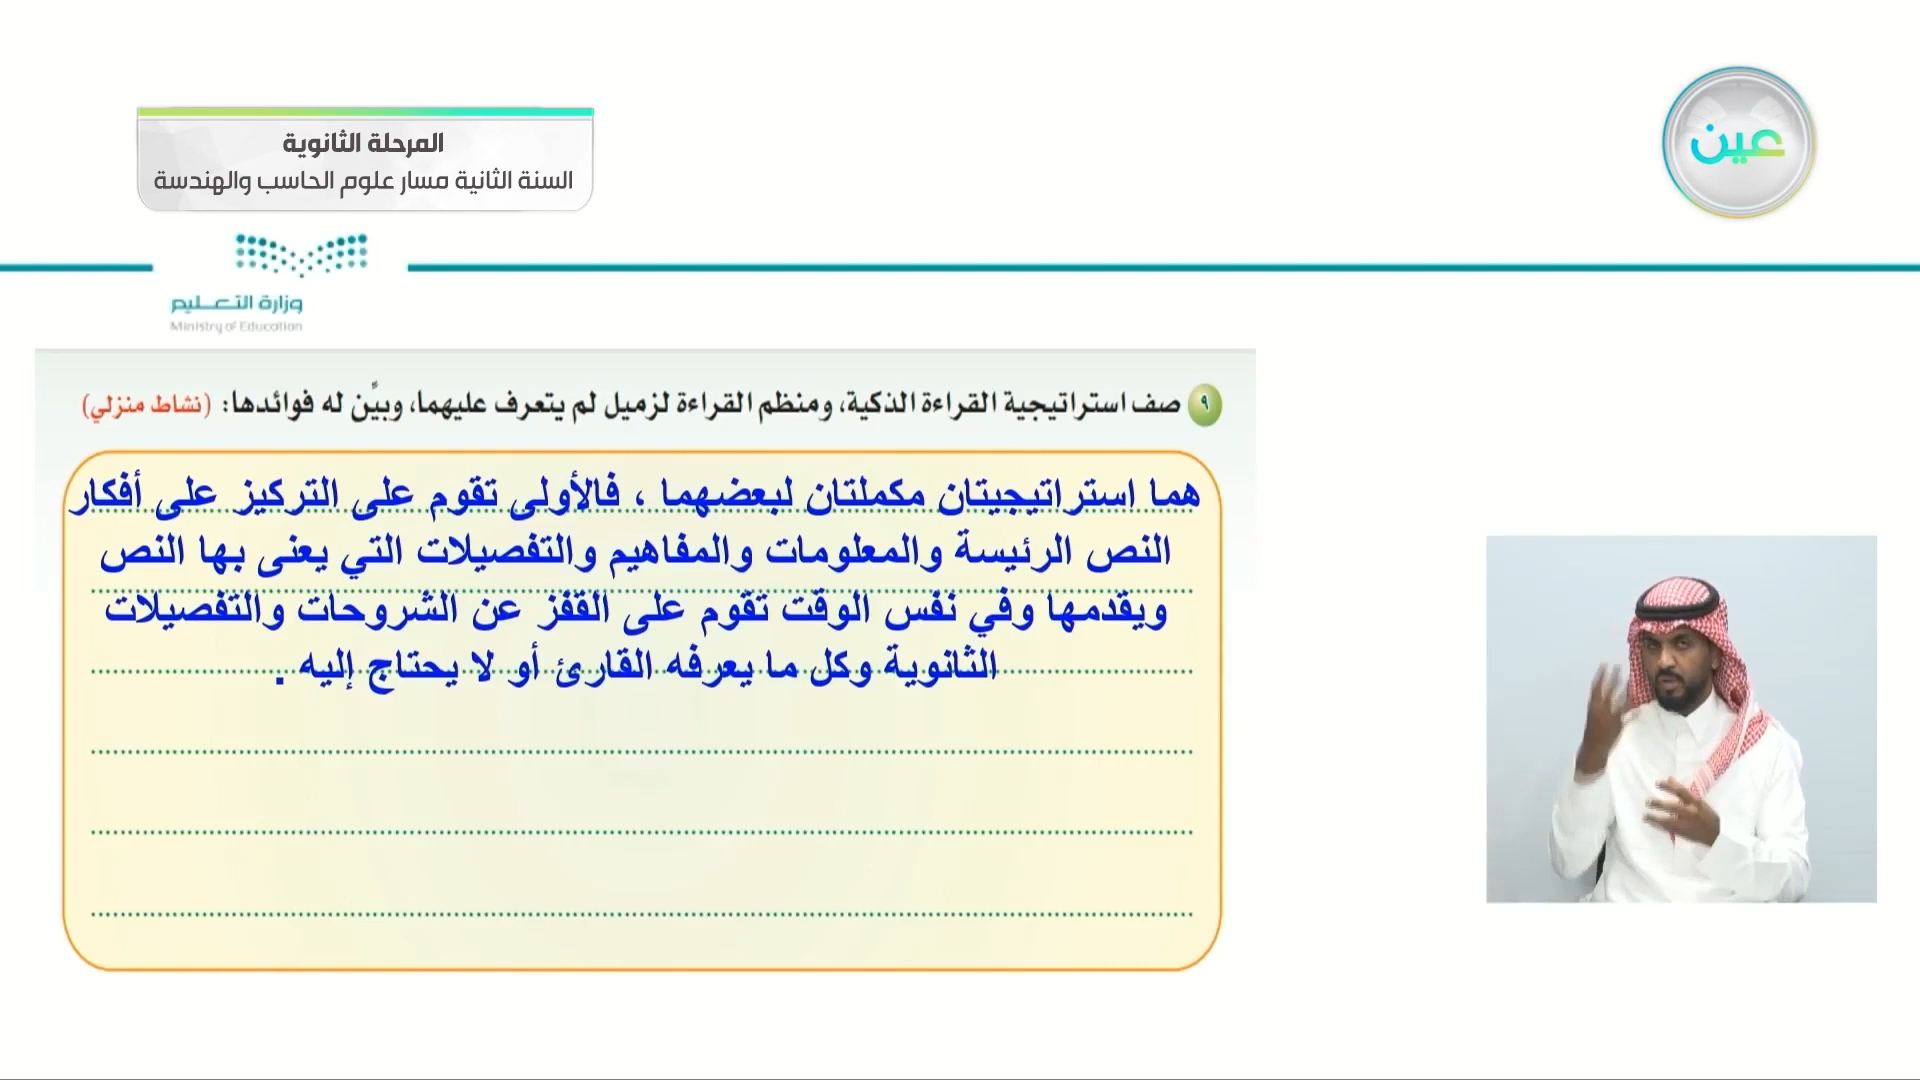 المرحلة الثانوية
السنة الثانية مسار علوم الحاسب والهندسة
عين
وزارة التعـليم
Ministry of Education
٩ صف استراتيجية القراءة الذكية، ومنظم القراءة لزميل لم يتعرف عليهما، وبيَّن له فوائدها: (نشاط منزلي)
هما استراتيجيتان مكملتان لبعضهما ، فالأولى تقوم على التركيز على أفكار
النص الرئيسة والمعلومات والمفاهيم والتفصيلات التي يعنى بها النص
ويقدمها وفي نفس الوقت تقوم على القفز عن الشروحات والتفصيلات
الثانوية وكل ما يعرفه القارئ أو لا يحتاج إليه .